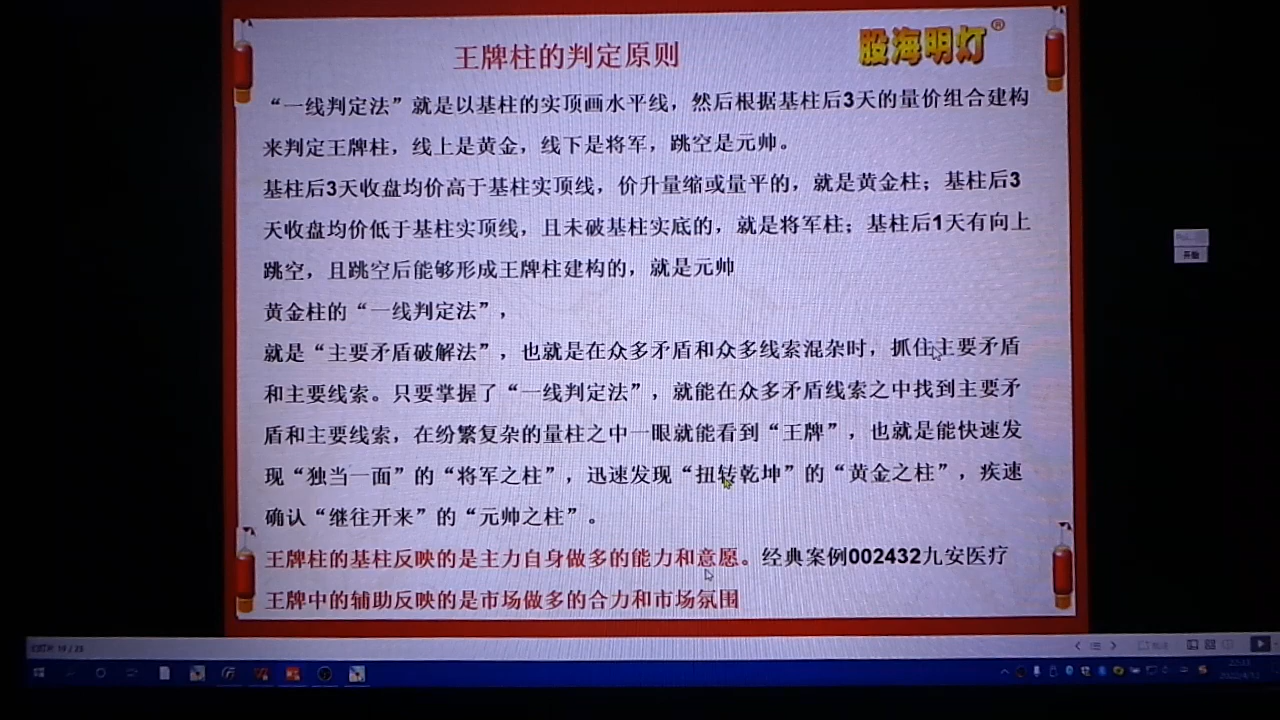 王牌柱的判定原则
股海明灯®
“一线判定法”就是以基柱的实顶画水平线，然后根据基柱后3天的量价组合建构
来判定王牌柱，线上是黄金，线下是将军，跳空是元帅。
基柱后3天收盘均价高于基柱实顶线，价升量缩或量平的，就是黄金柱；基柱后3
天收盘均价低于基柱实顶线，且未破基柱实底的，就是将军柱；基柱后1天有向上
跳空，且跳空后能够形成王牌柱建构的，就是元帅
黄金柱的“一线判定法”，
就是“主要矛盾破解法”，也就是在众多矛盾和众多线索混杂时，抓住主要矛盾
和主要线索。只要掌握了“一线判定法”，就能在众多矛盾线索之中找到主要矛
盾和主要线索，在纷繁复杂的量柱之中一眼就能看到“王牌”，也就是能快速发
现“独当一面”的“将军之柱”，迅速发现“扭转乾坤”的“黄金之柱”，疾速
确认“继往开来”的“元帅之柱”。
王牌柱的基柱反映的是主力自身做多的能力和意愿。经典案例002432九安医疗
王牌中的辅助反映的是市场做多的合力和市场氛围